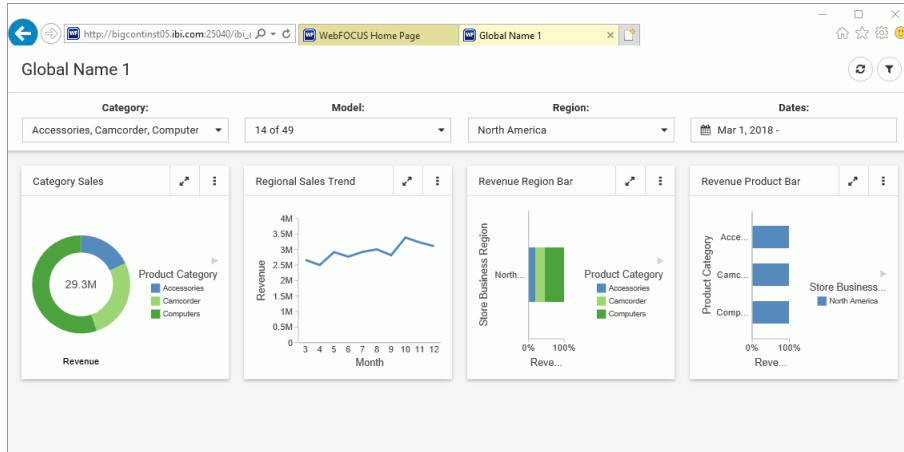 http://bigcontinst05.ibi.com:25040/ibi_a
WebFOCUS Home Page
Global Name 1
Global Name 1
Category:
Model:
Region:
Dates:
Accessories, Camcorder, Computer
14 of 49
North America
Mar 1, 2018 -
Category Sales
29.3M
Product Category
Accessories
Camcorder
Computers
Revenue
Regional Sales Trend
4M
3.5M
3M
2.5M
2M
1.5M
1M
0.5M
0
Revenue
3 4 5 6 7 8 9 10 11 12
Month
Revenue Region Bar
Store Business Region
North...
Product Category
Accessories
Camcorder
Computers
0% 100%
Reve...
Revenue Product Bar
Product Category
Acce...
Camc...
Comp...
Store Business...
North America
0% 100%
Reve...